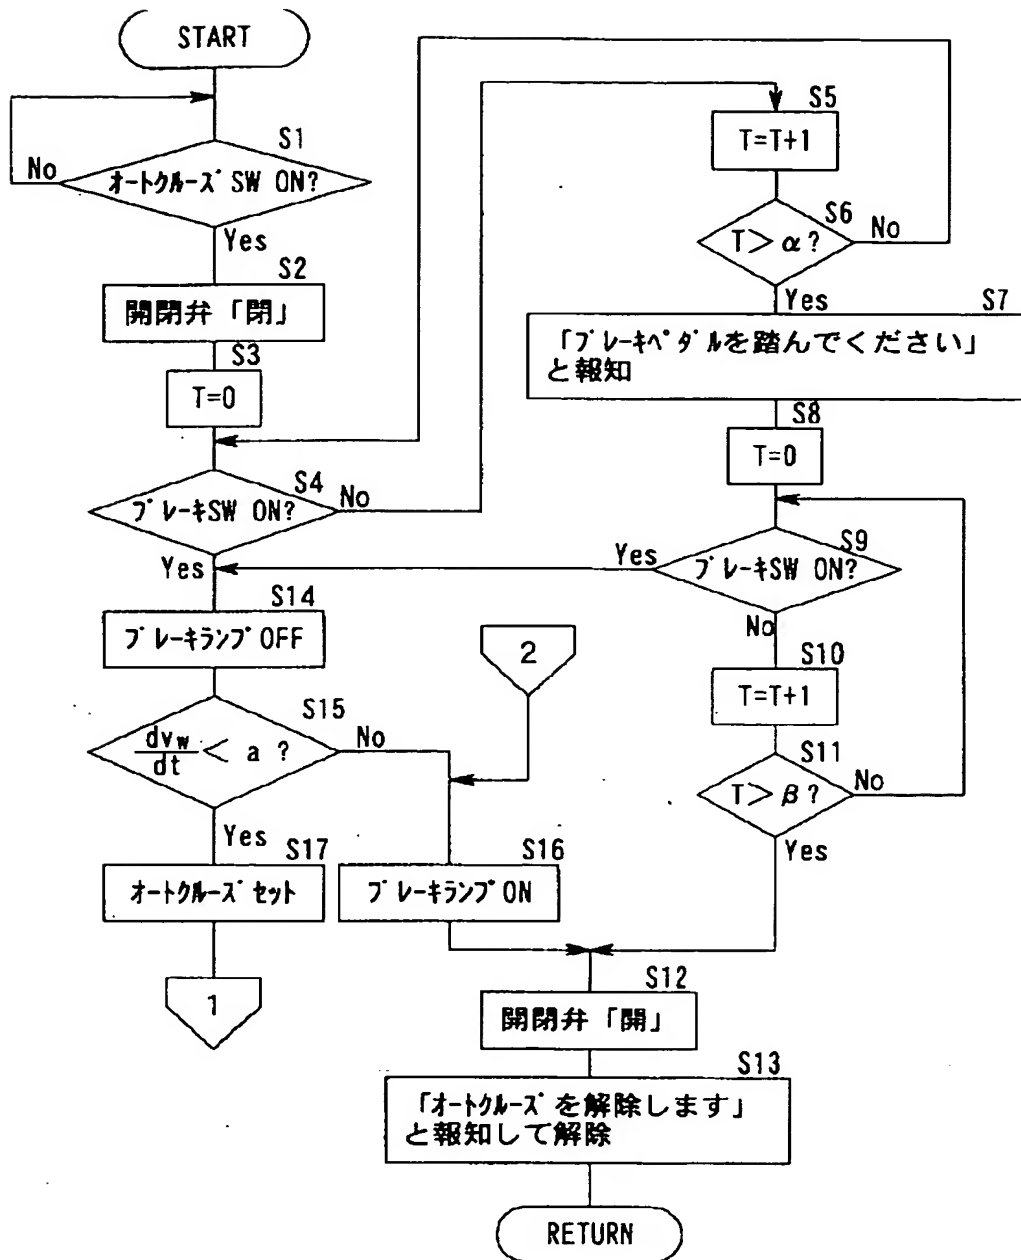 START
S1
オートクルーズSW ON?
No
Yes
S2
開閉弁「閉」
S3
T=0
S4
ブレーキSW ON?
No
Yes
S5
T=T+1
S6
T>α?
No
Yes
S7
「ブレーキペダルを踏んでください」
と報知
S8
T=0
S9
ブレーキSW ON?
Yes
No
S10
T=T+1
S11
T>β?
No
Yes
S14
ブレーキランプOFF
S15
dvw
dt
< a ?
No
Yes
2
S17
オートクルーズセット
S16
ブレーキランプON
1
S12
開閉弁「開」
S13
「オートクルーズを解除します」
と報知して解除
RETURN